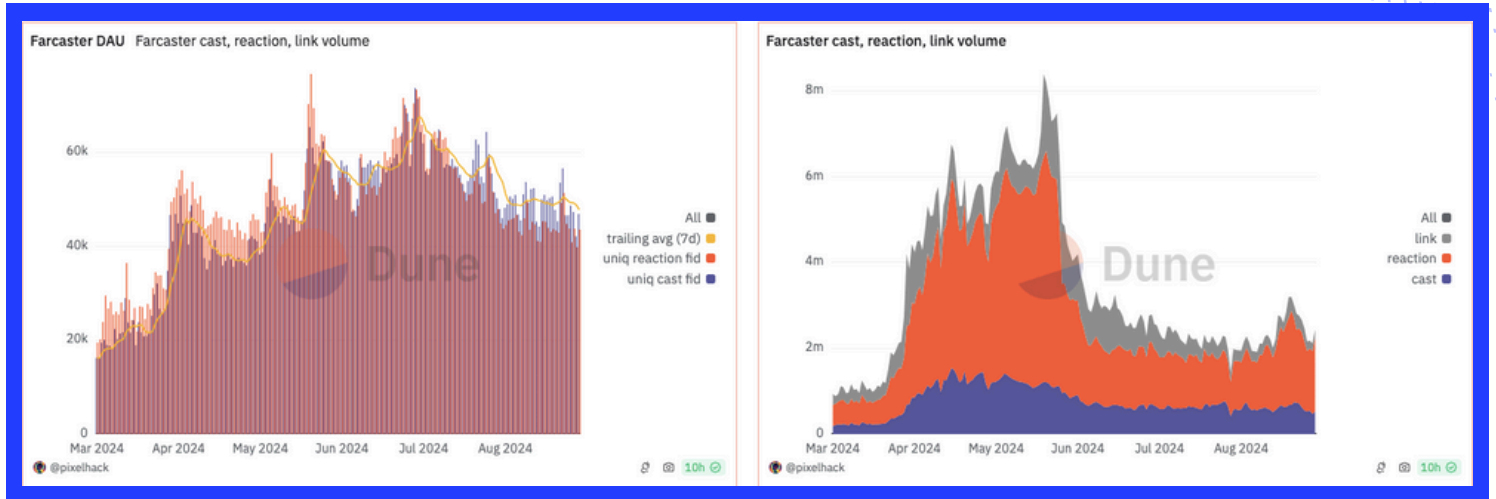 Farcaster DAU Farcaster cast, reaction, link volume
60k
40k
20k
0
Mar 2024 Apr 2024 May 2024 Jun 2024 Jul 2024 Aug 2024
All
trailing avg (7d)
uniq reaction fid
uniq cast fid
Dune
@pixelhack
10h
Farcaster cast, reaction, link volume
8m
6m
4m
2m
0
Mar 2024 Apr 2024 May 2024 Jun 2024 Jul 2024 Aug 2024
All
link
reaction
cast
Dune
@pixelhack
10h